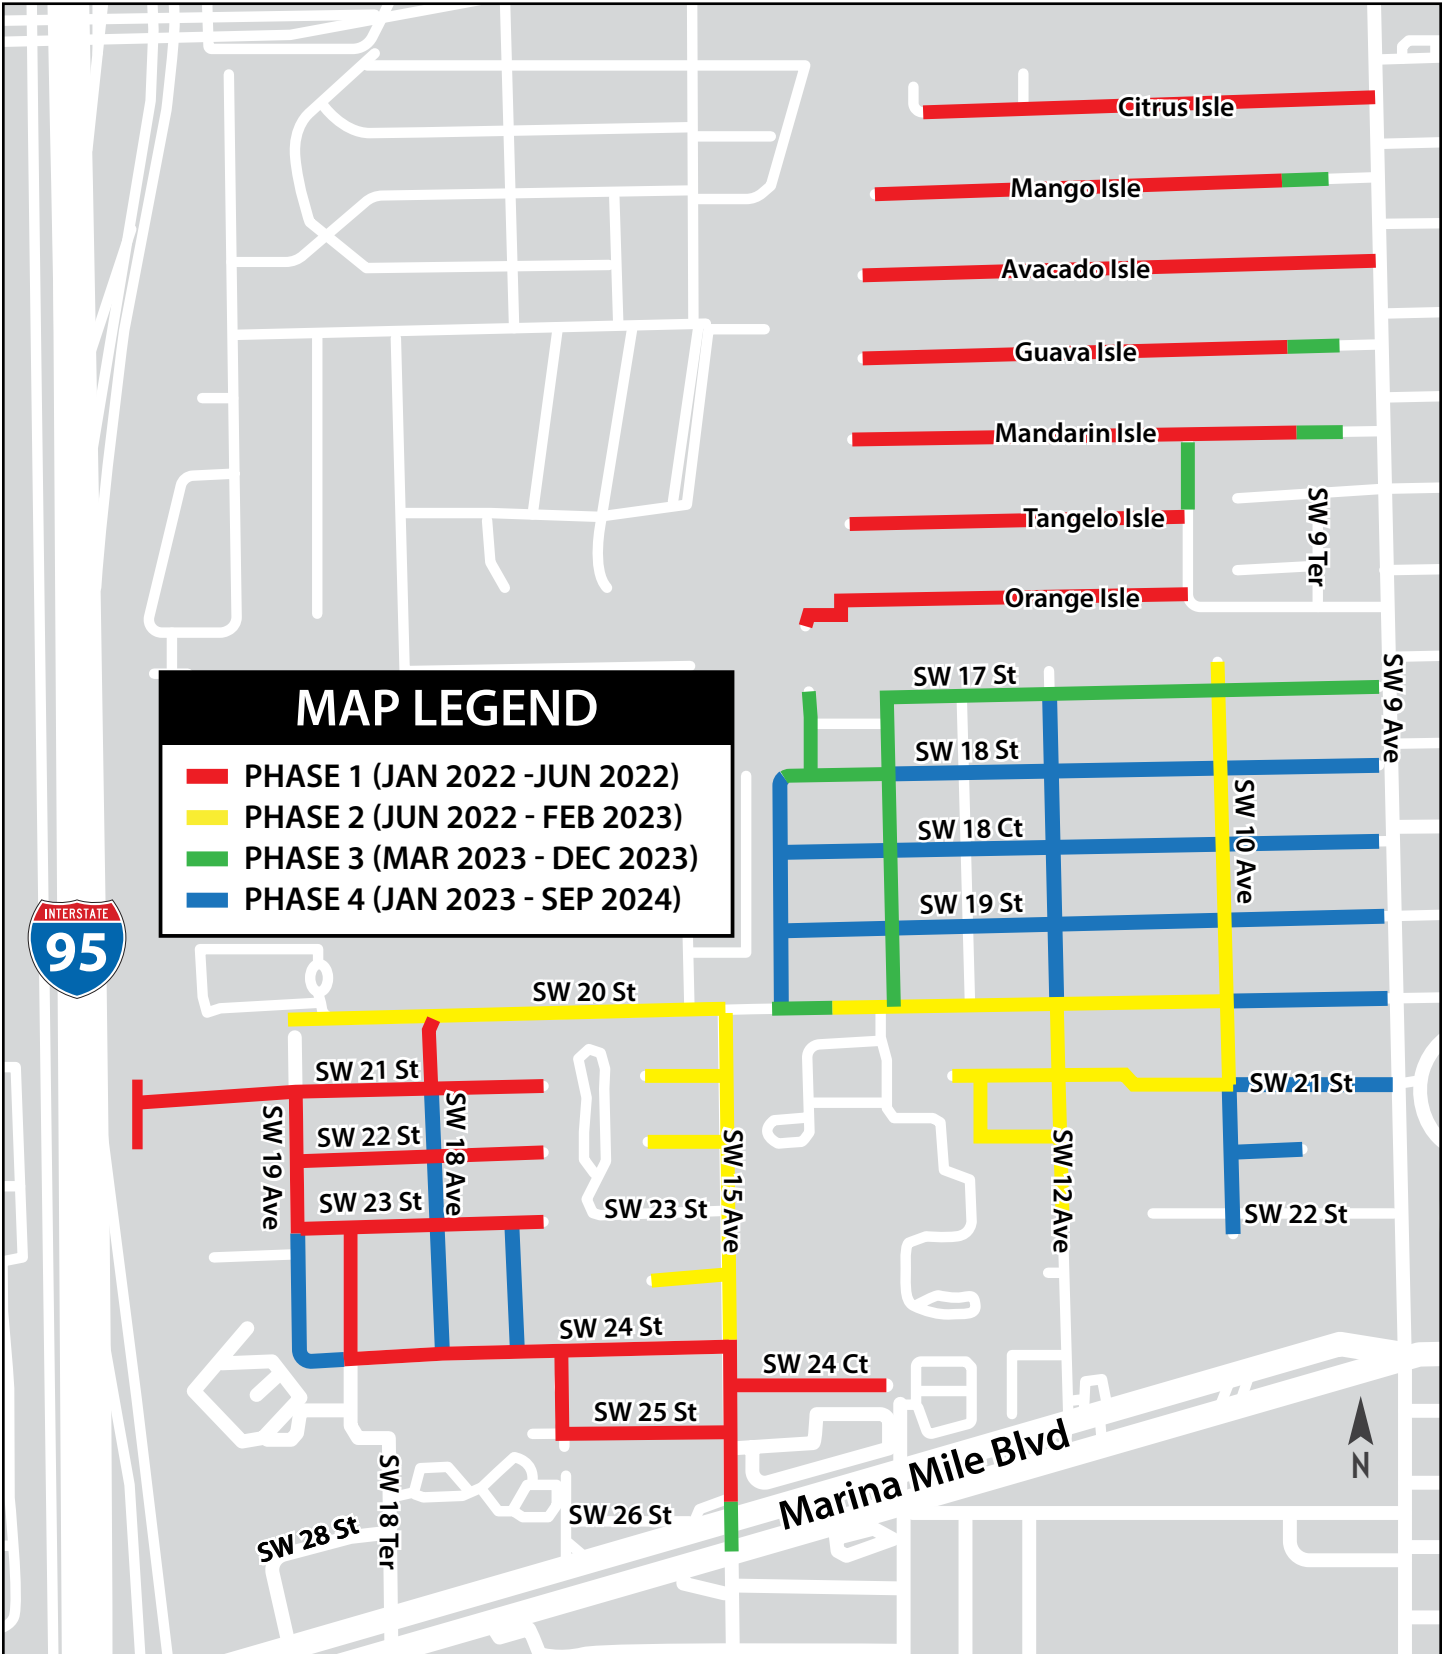 Citrus Isle
Mango Isle
Avacado Isle
Guava Isle
Mandarin Isle
Tangelo Isle
SW 9 Ter
Orange Isle
SW 17 St
SW 9 Ave
MAP LEGEND
PHASE 1 (JAN 2022 -JUN 2022)
PHASE 2 (JUN 2022 - FEB 2023)
PHASE 3 (MAR 2023 - DEC 2023)
PHASE 4 (JAN 2023 - SEP 2024)
SW 18 St
SW 10 Ave
SW 18 Ct
SW 19 St
INTERSTATE
95
SW 20 St
SW 21 St
SW 21 St
SW 19 Ave
SW 18 Ave
SW 22 St
SW 15 Ave
SW 12 Ave
SW 23 St
SW 23 St
SW 22 St
SW 24 St
SW 24 Ct
SW 25 St
Marina Mile Blvd
N
SW 18 Ter
SW 26 St
SW 28 St